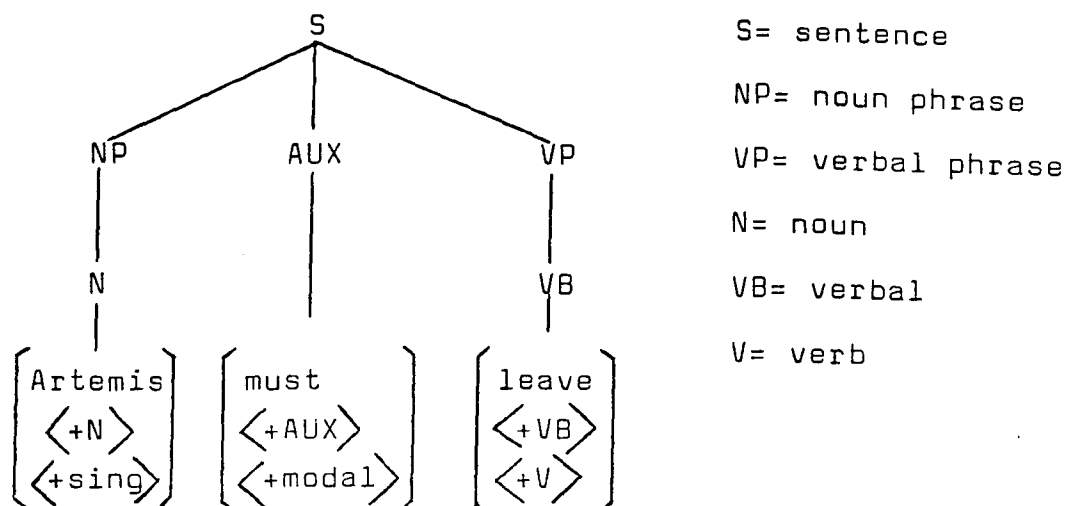 S
NP AUX VP
N VB
Artemis must leave
<+N> <+AUX> <+VB>
<+sing> <+modal> <+V>
S= sentence
NP= noun phrase
VP= verbal phrase
N= noun
VB= verbal
V= verb